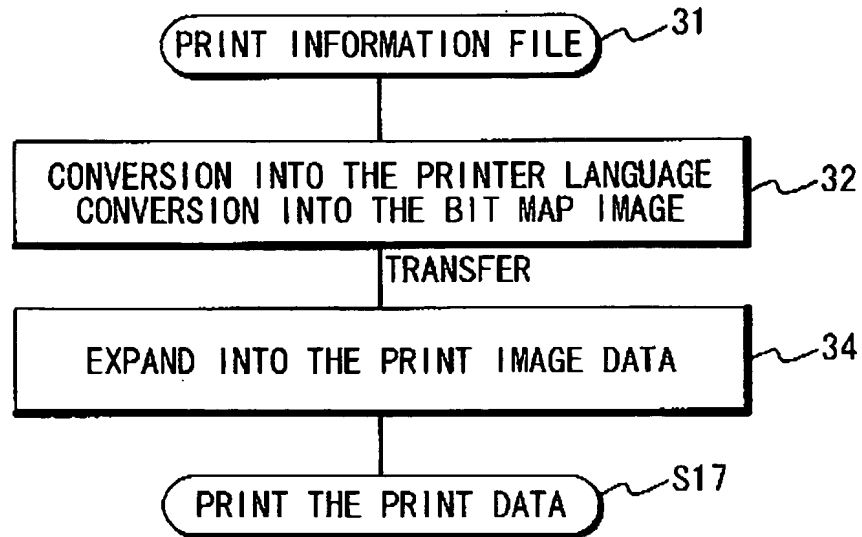 PRINT INFORMATION FILE
31
CONVERSION INTO THE PRINTER LANGUAGE
CONVERSION INTO THE BIT MAP IMAGE
32
TRANSFER
EXPAND INTO THE PRINT IMAGE DATA
34
PRINT THE PRINT DATA
S17